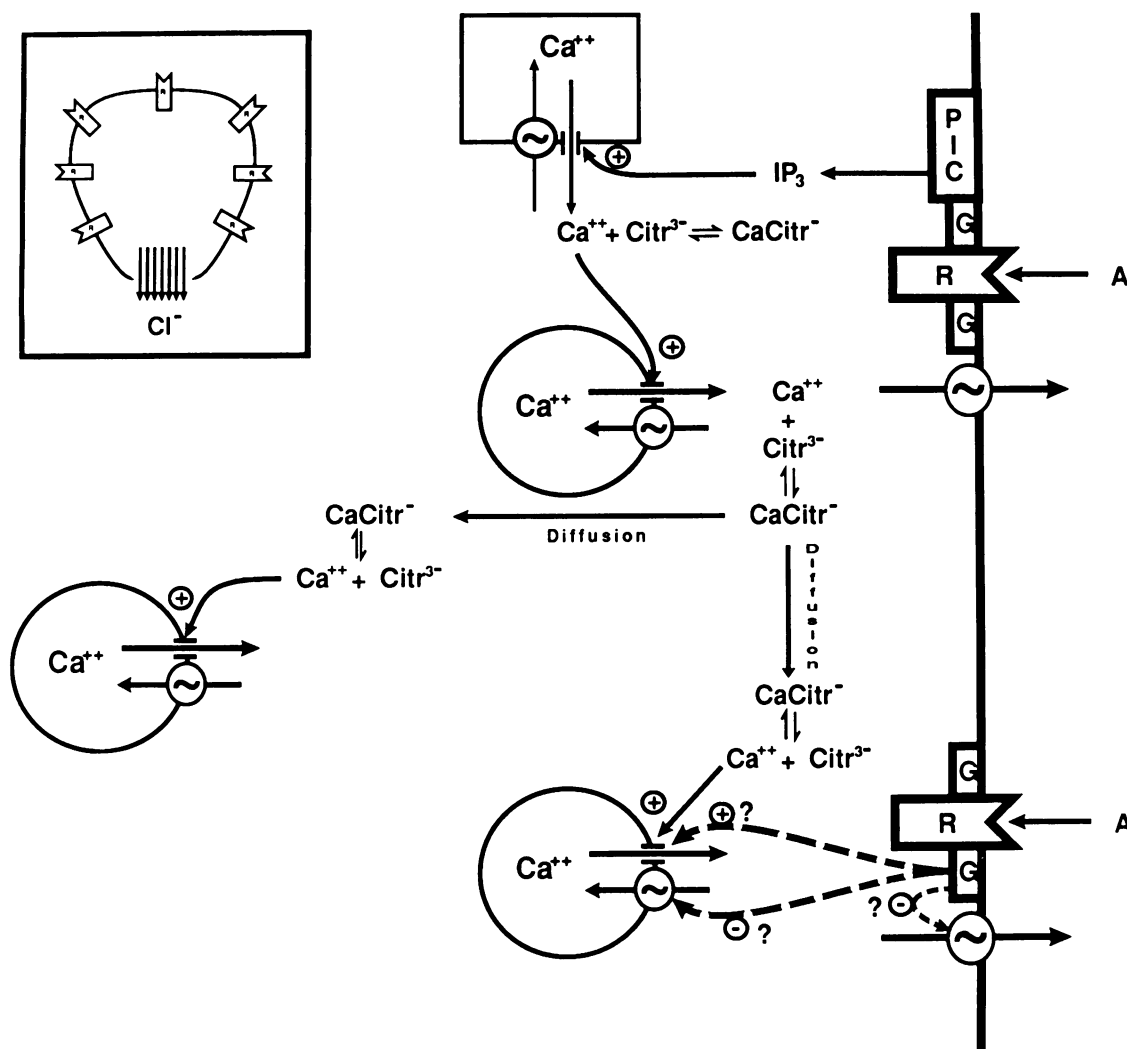 Ca⁺⁺
P
I
C
R
R
R
R
R
R
R
Cl⁻
⊕
IP₃
G
Ca⁺⁺ + Citr³⁻ ⇌ CaCitr⁻
R
A
G
⊕
Ca⁺⁺
~
Ca⁺⁺
+
Citr³⁻
CaCitr⁻
Diffusion
CaCitr⁻
Ca⁺⁺ + Citr³⁻
Diffusion
⊕
Ca⁺⁺
~
CaCitr⁻
Ca⁺⁺ + Citr³⁻
G
⊕
⊕ ?
R
A
Ca⁺⁺
G
~
? ⊖
⊖ ?
~